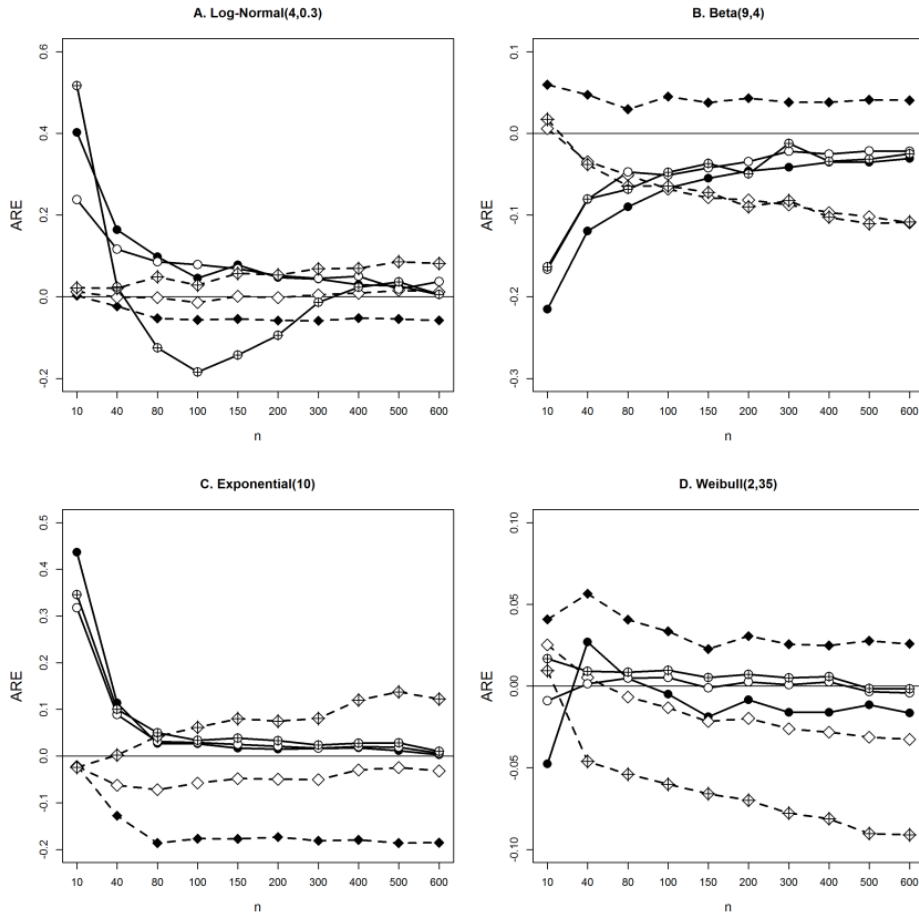 A. Log-Normal(4,0.3)
ARE
0.6
0.4
0.2
0.0
-0.2
10 40 80 100 150 200 300 400 500 600
n
B. Beta(9,4)
ARE
0.1
0.0
-0.1
-0.2
-0.3
10 40 80 100 150 200 300 400 500 600
n
C. Exponential(10)
ARE
0.5
0.4
0.3
0.2
0.1
0.0
-0.1
-0.2
10 40 80 100 150 200 300 400 500 600
n
D. Weibull(2,35)
ARE
0.10
0.05
0.00
-0.05
-0.10
10 40 80 100 150 200 300 400 500 600
n